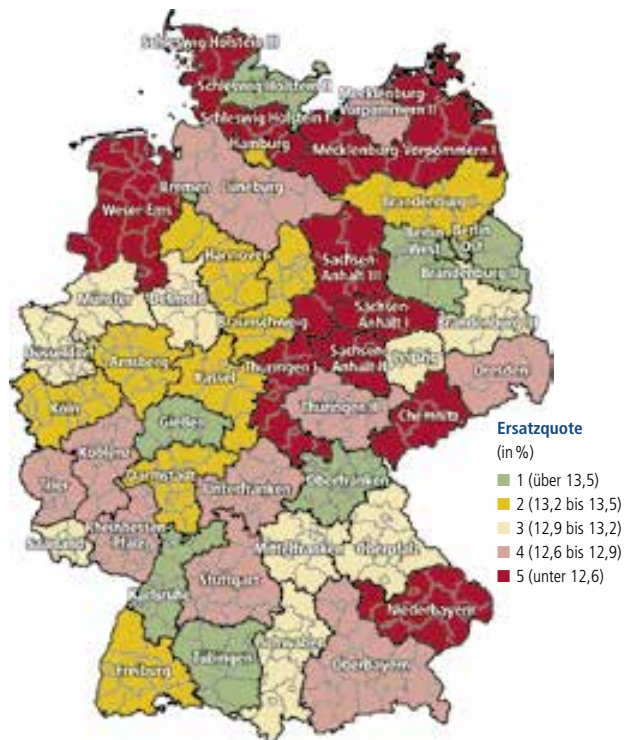 Schleswig Holstein III
Schleswig Holstein II
Mecklenburg-
Vorpommern II
Schleswig Holstein I
Hamburg
Mecklenburg-Vorpommern I
Bremen
Lüneburg
Brandenburg I
Weser-Ems
Berlin
West
Berlin
Ost
Hannover
Sachsen-
Anhalt III
Brandenburg II
Münster
Detmold
Sachsen-
Anhalt I
Braunschweig
Brandenburg III
Düsseldorf
Arnsberg
Kassel
Thüringen I
Sachsen-
Anhalt II
Leipzig
Dresden
Köln
Gießen
Thüringen II
Chemnitz
Koblenz
Ersatzquote
(in %)
Trier
Darmstadt
Unterfranken
Oberfranken
1 (über 13,5)
2 (13,2 bis 13,5)
Saarland
Rheinhessen-
Pfalz
Mittelfranken
Oberpfalz
3 (12,9 bis 13,2)
4 (12,6 bis 12,9)
Karlsruhe
Stuttgart
5 (unter 12,6)
Niederbayern
Schwaben
Freiburg
Tübingen
Oberbayern